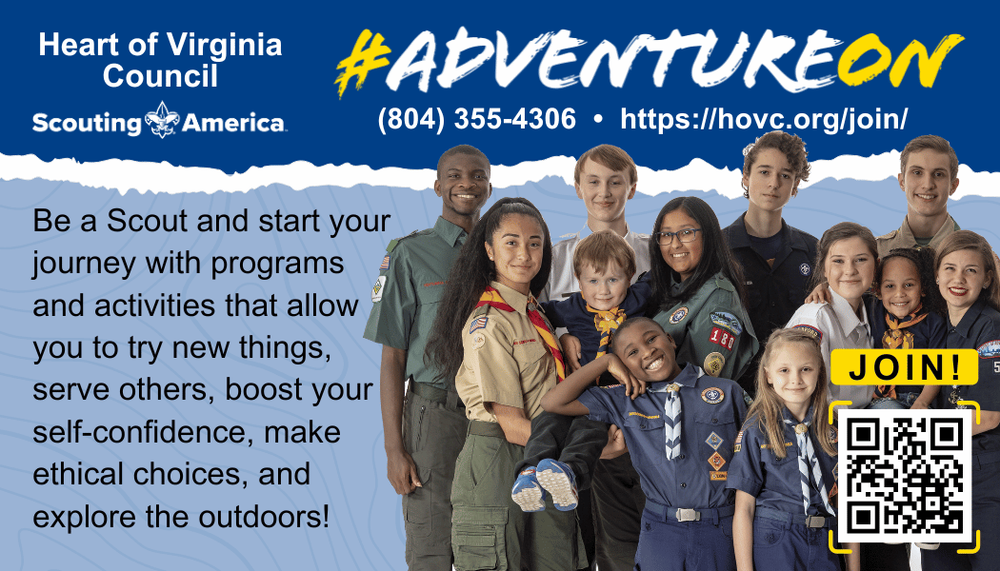 Heart of Virginia
Council
Scouting America
#ADVENTUREON
(804) 355-4306 • https://hovc.org/join/
Be a Scout and start your
journey with programs
and activities that allow
you to try new things,
serve others, boost your
self-confidence, make
ethical choices, and
explore the outdoors!
180
5
JOIN!